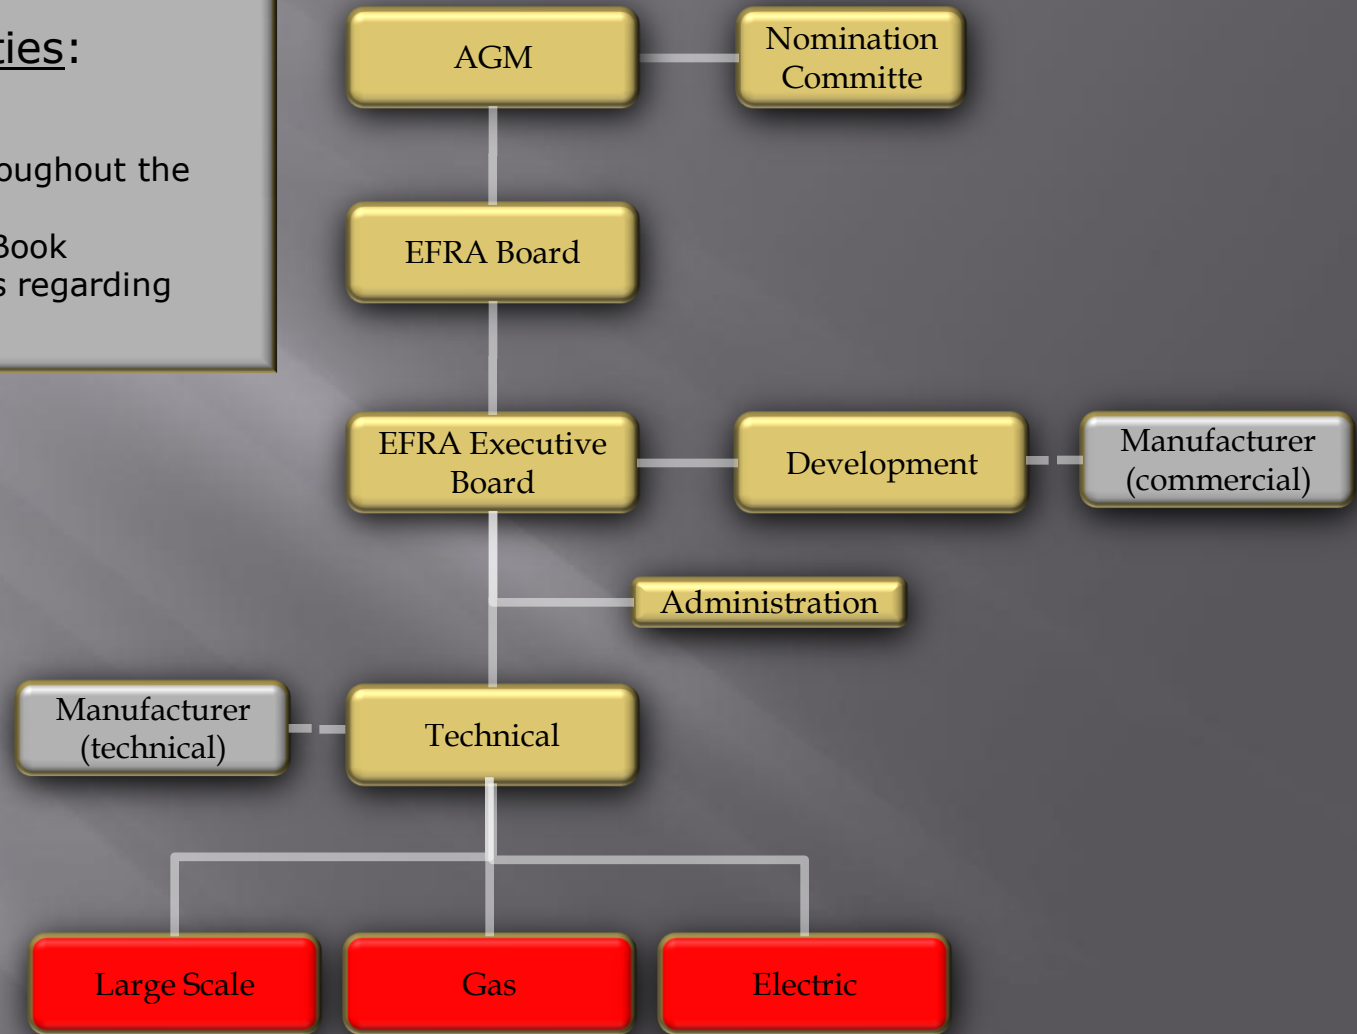 ties:
oughout the
Book
s regarding
AGM
Nomination
Committe
EFRA Board
EFRA Executive
Board
Development
Manufacturer
(commercial)
Administration
Manufacturer
(technical)
Technical
Large Scale
Gas
Electric